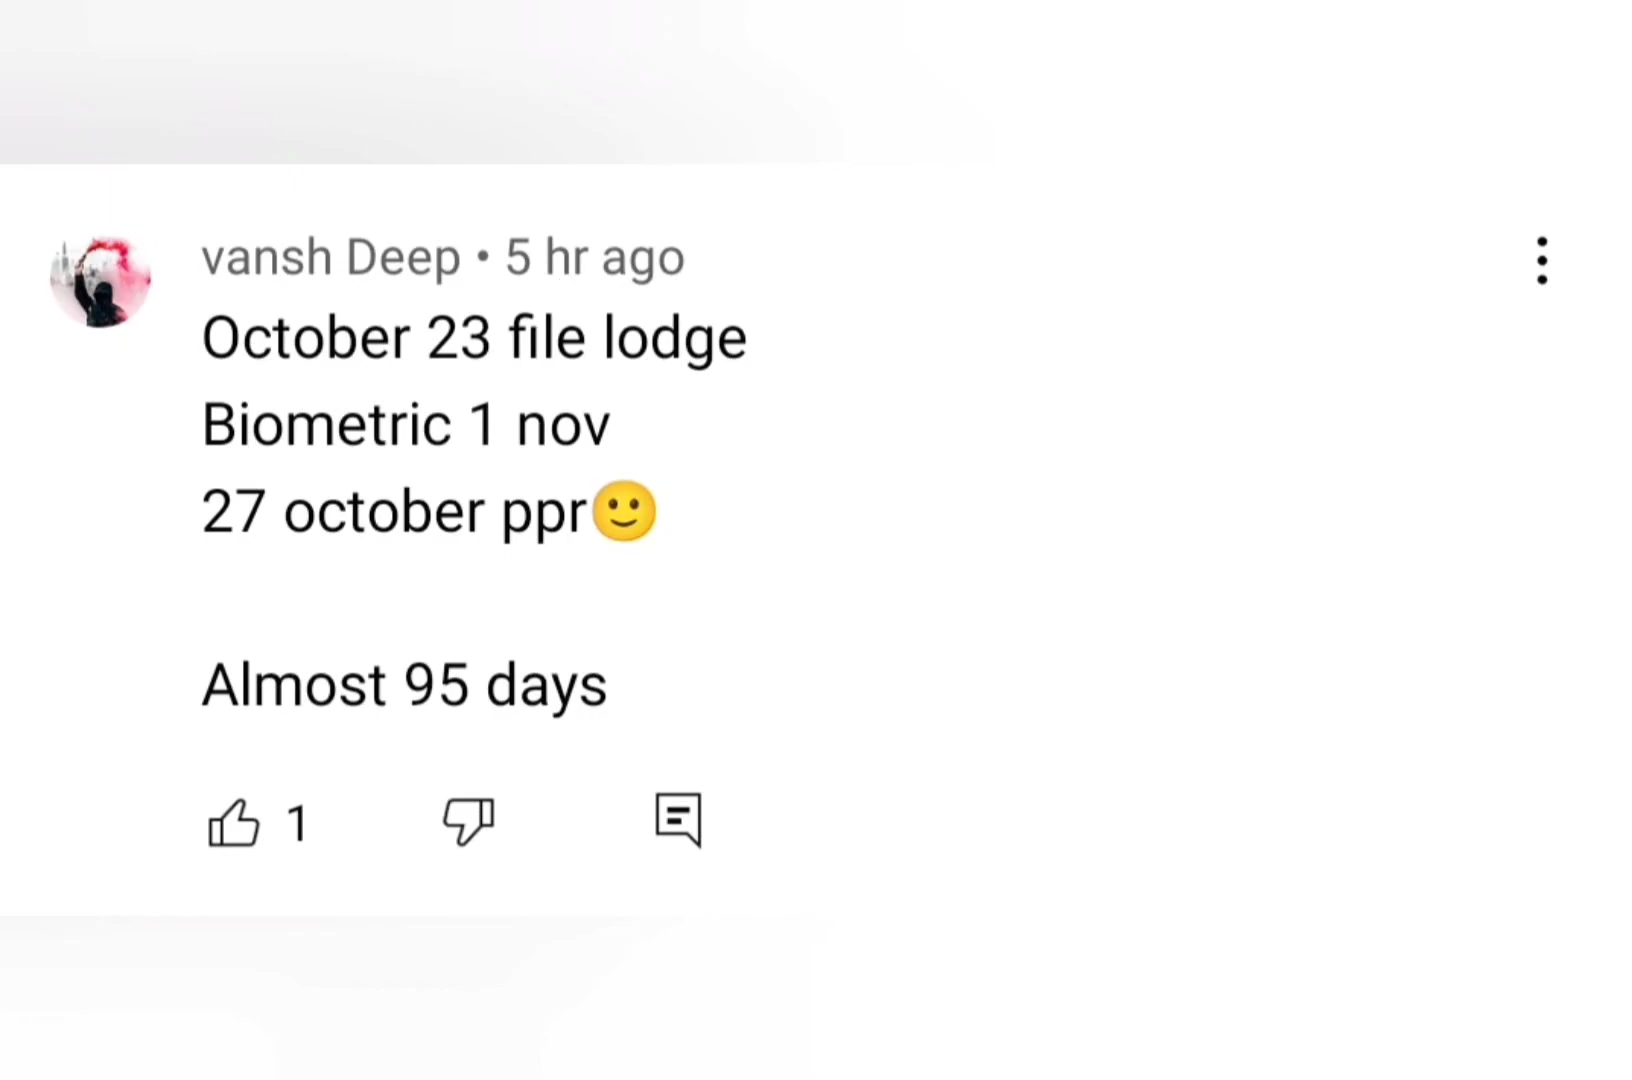 vansh Deep • 5 hr ago
October 23 file lodge
Biometric 1 nov
27 october ppr🙂
Almost 95 days
1